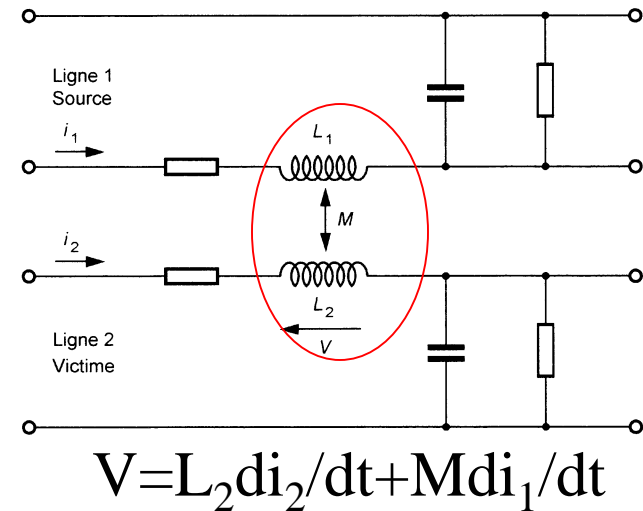 Ligne 1
Source
i1
L1
M
i2
L2
V
Ligne 2
Victime
V=L2di2/dt+Mdi1/dt